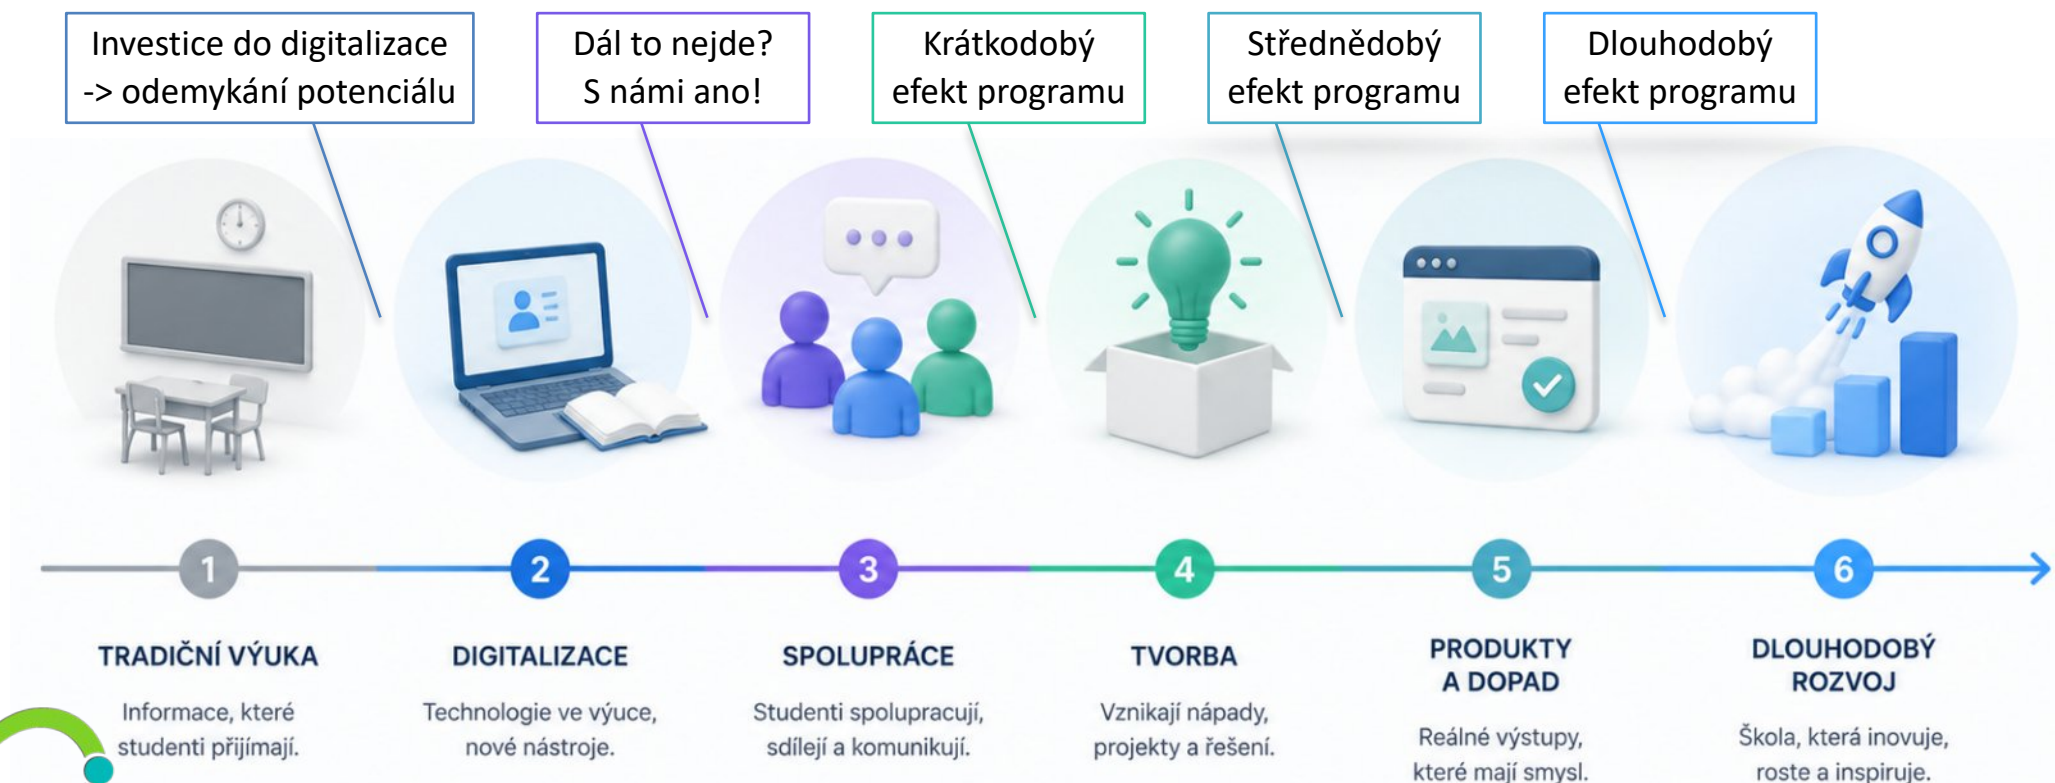 Investice do digitalizace
-> odemykání potenciálu
Dál to nejde?
S námi ano!
Krátkodobý
efekt programu
Střednědobý
efekt programu
Dlouhodobý
efekt programu
1
2
3
4
5
6
TRADIČNÍ VÝUKA
Informace, které
studenti přijímají.
DIGITALIZACE
Technologie ve výuce,
nové nástroje.
SPOLUPRÁCE
Studenti spolupracují,
sdílejí a komunikují.
TVORBA
Vznikají nápady,
projekty a řešení.
PRODUKTY
A DOPAD
Reálné výstupy,
které mají smysl.
DLOUHODOBÝ
ROZVOJ
Škola, která inovuje,
roste a inspiruje.